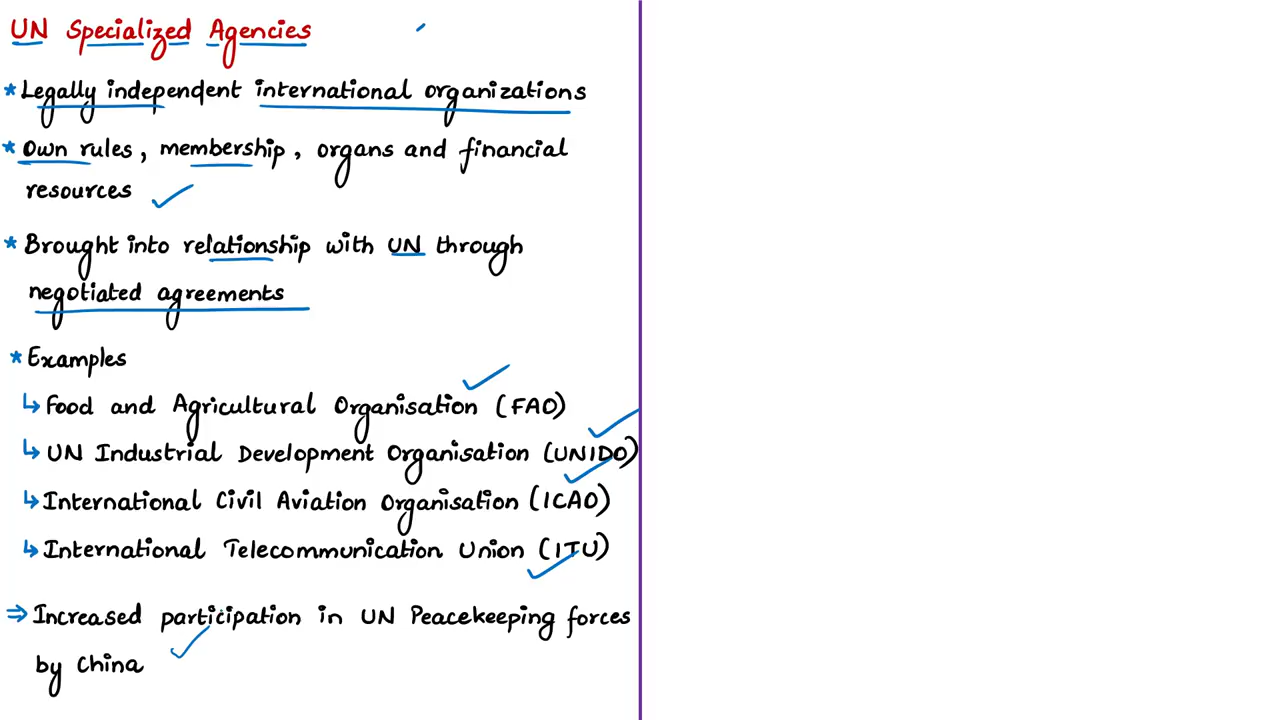 UN Specialized Agencies
* Legally independent international organizations
* Own rules, membership, organs and financial
resources
* Brought into relationship with UN through
negotiated agreements
* Examples
↳ Food and Agricultural Organisation (FAO)
↳ UN Industrial Development Organisation (UNIDO)
↳ International Civil Aviation Organisation (ICAO)
↳ International Telecommunication Union (ITU)
⇒ Increased participation in UN Peacekeeping forces
by China